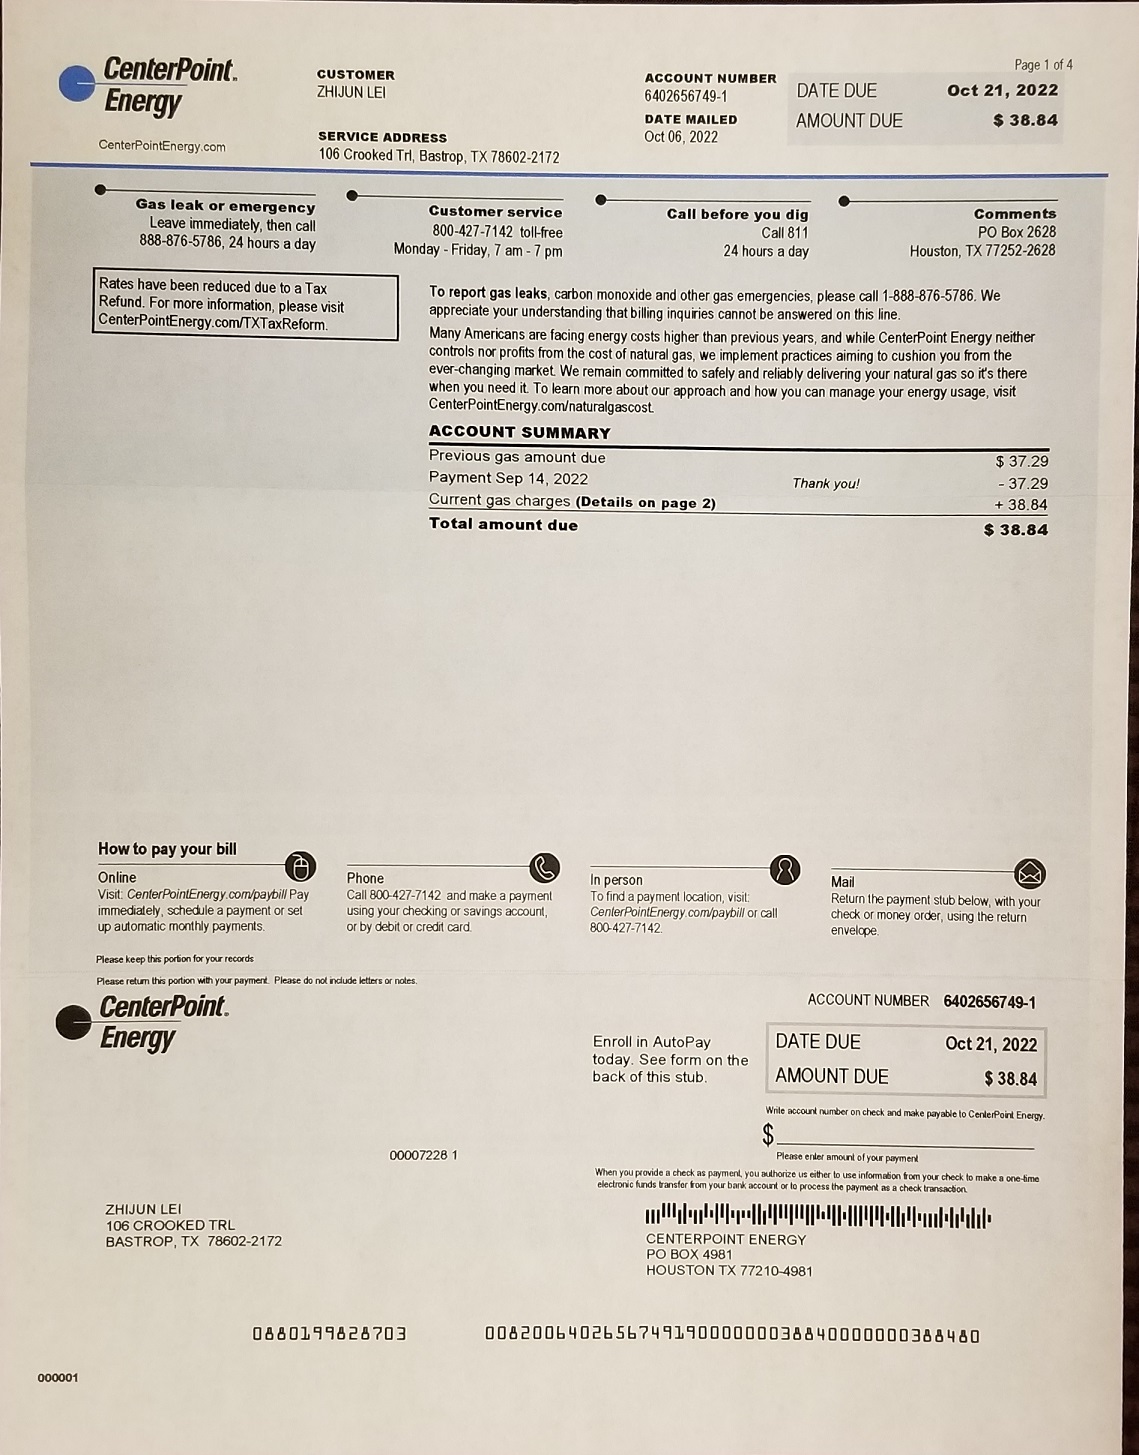 Page 1 of 4
CenterPoint.
Energy
CenterPointEnergy.com
CUSTOMER
ZHIJUN LEI
SERVICE ADDRESS
106 Crooked Trl, Bastrop, TX 78602-2172
ACCOUNT NUMBER
6402656749-1
DATE MAILED
Oct 06, 2022
DATE DUE Oct 21, 2022
AMOUNT DUE $ 38.84
Gas leak or emergency
Leave immediately, then call
888-876-5786, 24 hours a day
Customer service
800-427-7142 toll-free
Monday - Friday, 7 am - 7 pm
Call before you dig
Call 811
24 hours a day
Comments
PO Box 2628
Houston, TX 77252-2628
Rates have been reduced due to a Tax
Refund. For more information, please visit
CenterPointEnergy.com/TXTaxReform.
To report gas leaks, carbon monoxide and other gas emergencies, please call 1-888-876-5786. We
appreciate your understanding that billing inquiries cannot be answered on this line.
Many Americans are facing energy costs higher than previous years, and while CenterPoint Energy neither
controls nor profits from the cost of natural gas, we implement practices aiming to cushion you from the
ever-changing market. We remain committed to safely and reliably delivering your natural gas so it's there
when you need it. To learn more about our approach and how you can manage your energy usage, visit
CenterPointEnergy.com/naturalgascost.
ACCOUNT SUMMARY
Previous gas amount due $ 37.29
Payment Sep 14, 2022 Thank you! - 37.29
Current gas charges (Details on page 2) + 38.84
Total amount due $ 38.84
How to pay your bill
Online
Visit: CenterPointEnergy.com/paybill Pay
immediately, schedule a payment or set
up automatic monthly payments.
Phone
Call 800-427-7142 and make a payment
using your checking or savings account,
or by debit or credit card.
In person
To find a payment location, visit:
CenterPointEnergy.com/paybill or call
800-427-7142.
Mail
Return the payment stub below, with your
check or money order, using the return
envelope.
Please keep this portion for your records
Please return this portion with your payment. Please do not include letters or notes.
CenterPoint.
Energy
ACCOUNT NUMBER 6402656749-1
Enroll in AutoPay
today. See form on the
back of this stub.
DATE DUE Oct 21, 2022
AMOUNT DUE $ 38.84
Write account number on check and make payable to CenterPoint Energy.
$
Please enter amount of your payment
00007228 1
When you provide a check as payment, you authorize us either to use information from your check to make a one-time
electronic funds transfer from your bank account or to process the payment as a check transaction.
ZHIJUN LEI
106 CROOKED TRL
BASTROP, TX 78602-2172
CENTERPOINT ENERGY
PO BOX 4981
HOUSTON TX 77210-4981
0880199828703 008200640265674919000000038840000000388480
000001